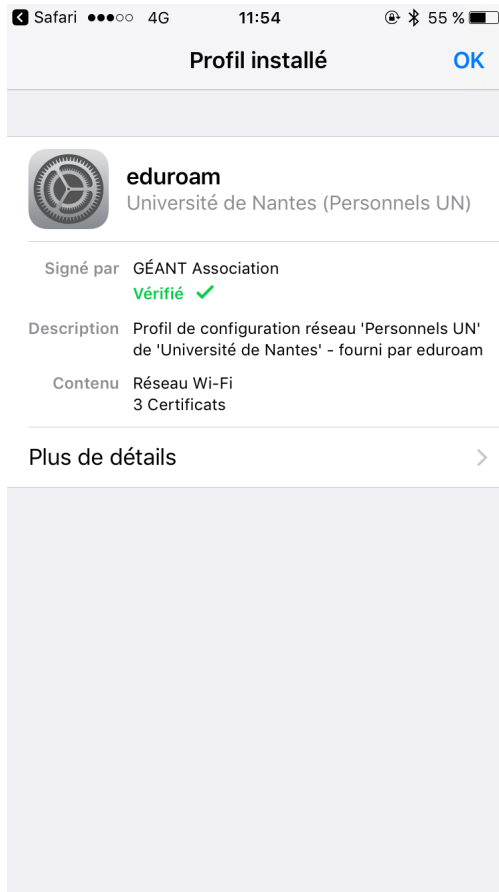 Safari 4G 11:54 55 %
Profil installé OK
eduroam
Université de Nantes (Personnels UN)
Signé par GÉANT Association
Vérifié
Description Profil de configuration réseau 'Personnels UN'
de 'Université de Nantes' - fourni par eduroam
Contenu Réseau Wi-Fi
3 Certificats
Plus de détails